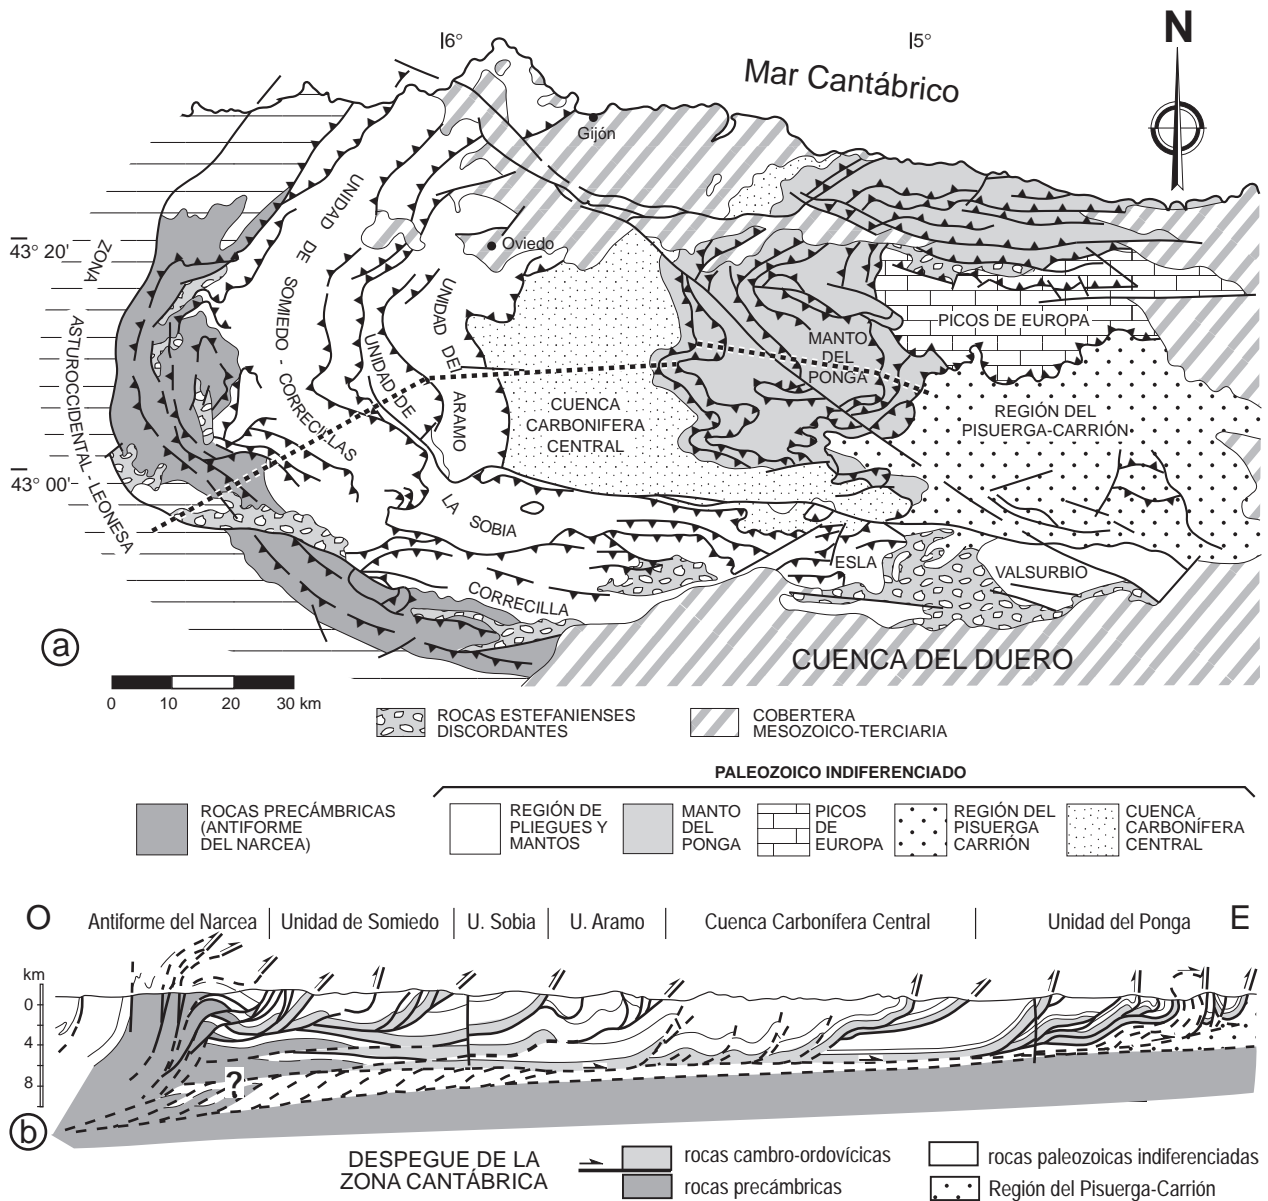 6°
5°
N
Mar Cantábrico
Gijón
Oviedo
43° 20'
43° 00'
ZONA
ASTUROCCIDENTAL - LEONESA
UNIDAD DE SOMIEDO - CORRECILLAS
UNIDAD DE
LA SOBIA
UNIDAD DEL
ARAMO
CUENCA
CARBONIFERA
CENTRAL
MANTO
DEL
PONGA
PICOS DE EUROPA
REGIÓN DEL
PISUERGA-CARRIÓN
ESLA
VALSURBIO
CORRECILLA
CUENCA DEL DUERO
a
0 10 20 30 km
ROCAS ESTEFANIENSES
DISCORDANTES
COBERTERA
MESOZOICO-TERCIARIA
PALEOZOICO INDIFERENCIADO
ROCAS PRECÁMBRICAS
(ANTIFORME
DEL NARCEA)
REGIÓN DE
PLIEGUES Y
MANTOS
MANTO
DEL
PONGA
PICOS
DE
EUROPA
REGIÓN DEL
PISUERGA
CARRIÓN
CUENCA
CARBONÍFERA
CENTRAL
O
Antiforme del Narcea
Unidad de Somiedo
U. Sobia
U. Aramo
Cuenca Carbonífera Central
Unidad del Ponga
E
km
0
4
8
?
b
DESPEGUE DE LA
ZONA CANTÁBRICA
rocas cambro-ordovícicas
rocas precámbricas
rocas paleozoicas indiferenciadas
Región del Pisuerga-Carrión